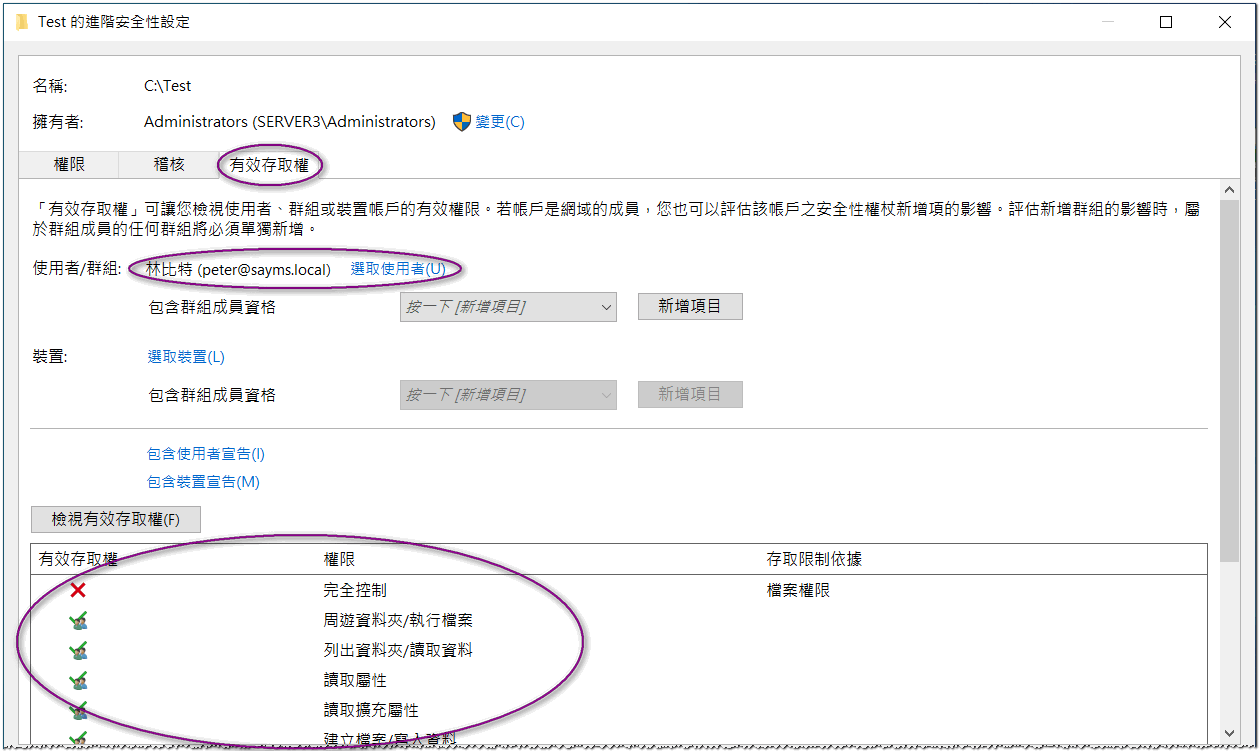 Test 的進階安全性設定
名稱: C:\Test
擁有者: Administrators (SERVER3\Administrators) 變更(C)
權限 稽核 有效存取權
「有效存取權」可讓您檢視使用者、群組或裝置帳戶的有效權限。若帳戶是網域的成員，您也可以評估該帳戶之安全性權杖新增項的影響。評估新增群組的影響時，屬
於群組成員的任何群組將必須單獨新增。
使用者/群組: 林比特 (peter@sayms.local) 選取使用者(U)
包含群組成員資格 按一下 [新增項目] 新增項目
裝置: 選取裝置(L)
包含群組成員資格 按一下 [新增項目] 新增項目
包含使用者宣告(I)
包含裝置宣告(M)
檢視有效存取權(F)
有效存取權 權限 存取限制依據
完全控制 檔案權限
周遊資料夾/執行檔案
列出資料夾/讀取資料
讀取屬性
讀取擴充屬性
建立檔案/寫入資料